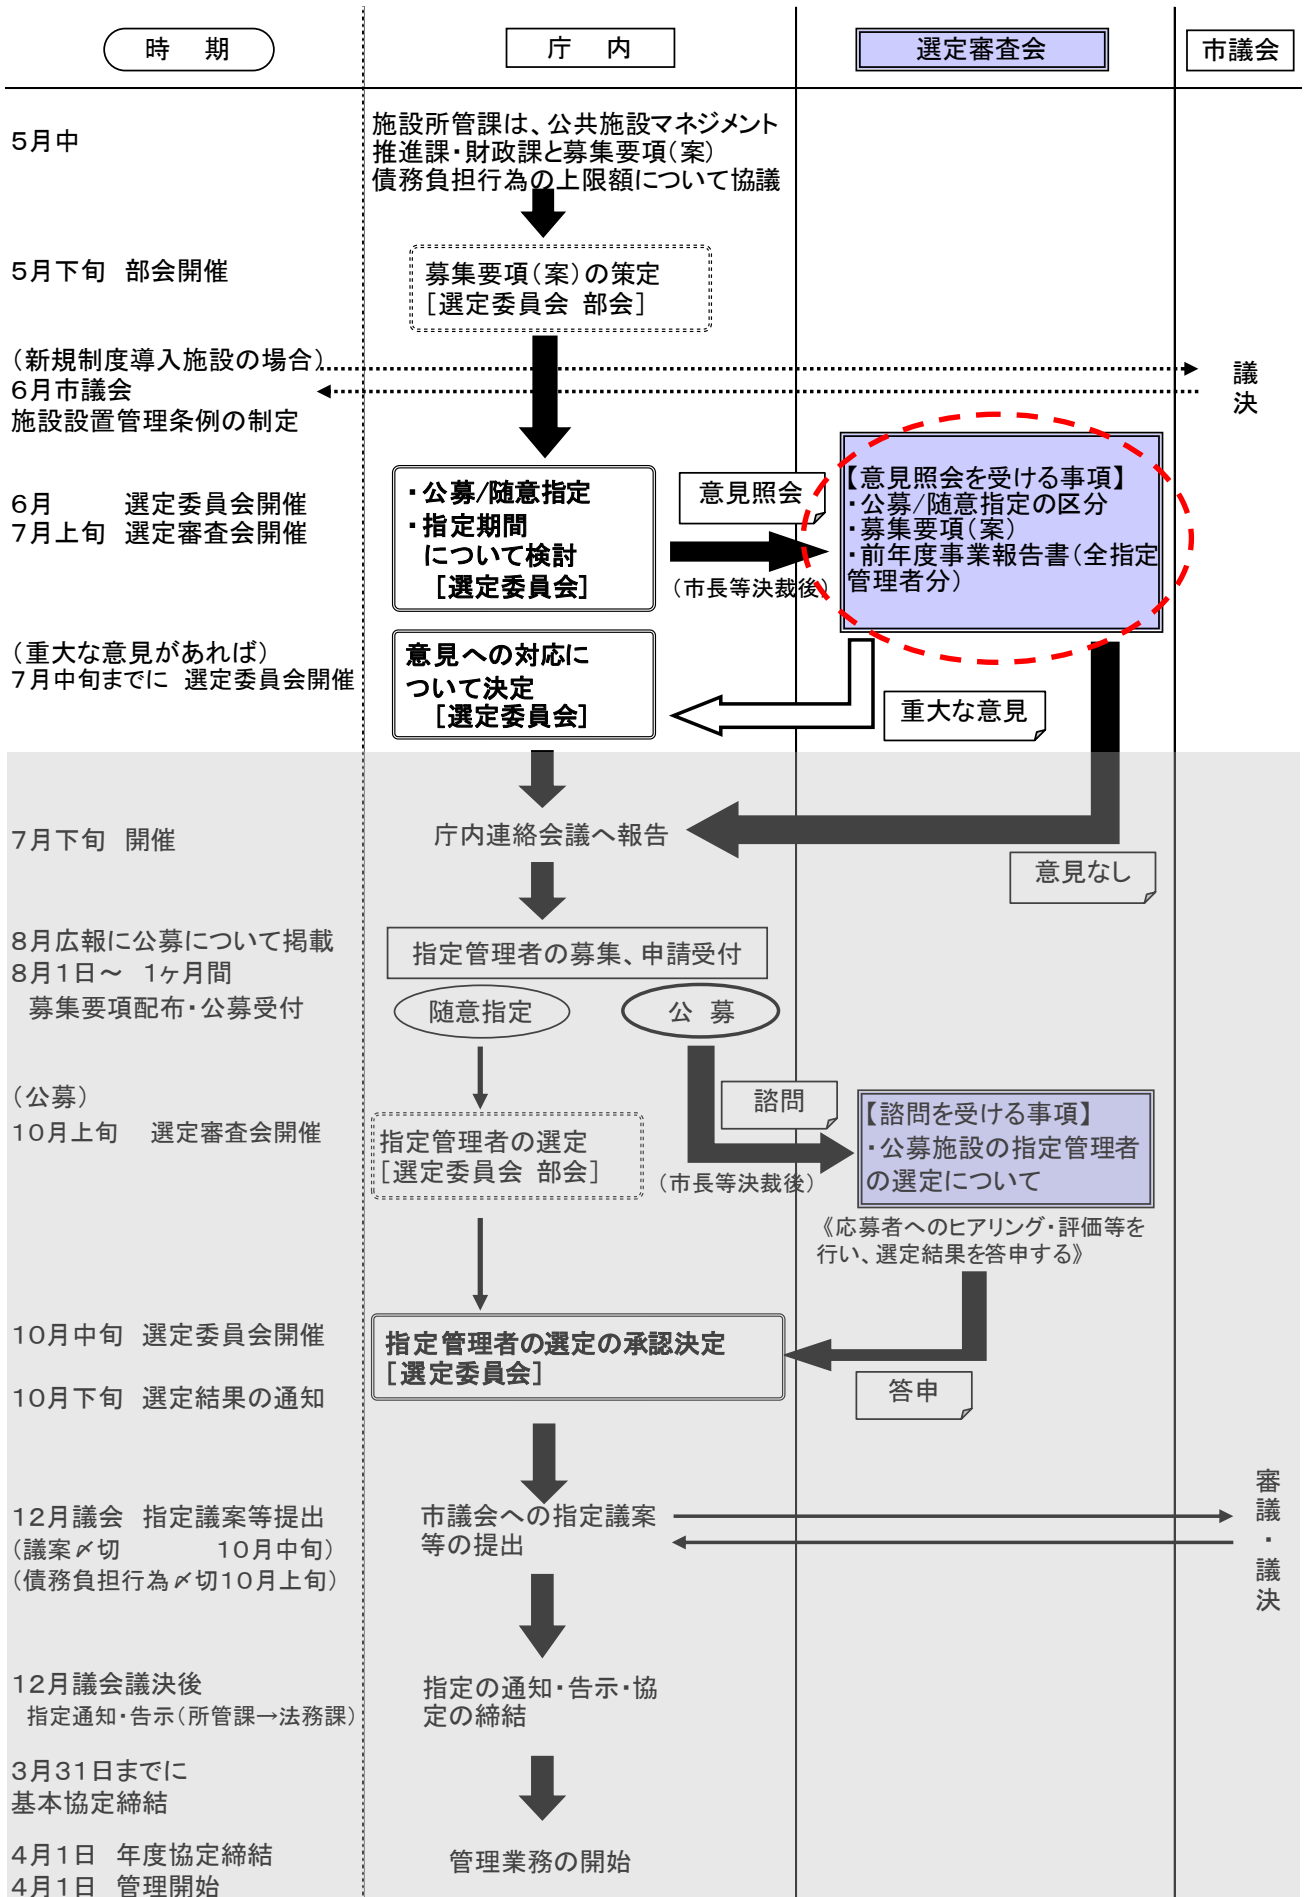 時　期
庁　内
選定審査会
市議会
5月中
施設所管課は、公共施設マネジメント
推進課・財政課と募集要項(案)
債務負担行為の上限額について協議
5月下旬　部会開催
募集要項(案)の策定
[選定委員会 部会]
(新規制度導入施設の場合)
6月市議会
施設設置管理条例の制定
議
決
6月　　選定委員会開催
7月上旬　選定審査会開催
・公募/随意指定
・指定期間
について検討
[選定委員会]
意見照会
(市長等決裁後)
【意見照会を受ける事項】
・公募/随意指定の区分
・募集要項(案)
・前年度事業報告書(全指定
管理者分)
(重大な意見があれば)
7月中旬までに　選定委員会開催
意見への対応に
ついて決定
[選定委員会]
重大な意見
7月下旬　開催
庁内連絡会議へ報告
意見なし
8月広報に公募について掲載
8月1日～　1ヶ月間
募集要項配布・公募受付
指定管理者の募集、申請受付
随意指定
公　募
(公募)
10月上旬　選定審査会開催
指定管理者の選定
[選定委員会 部会]
諮問
(市長等決裁後)
【諮問を受ける事項】
・公募施設の指定管理者
の選定について
《応募者へのヒアリング・評価等を
行い、選定結果を答申する》
10月中旬　選定委員会開催
10月下旬　選定結果の通知
指定管理者の選定の承認決定
[選定委員会]
答申
12月議会　指定議案等提出
(議案〆切　　　10月中旬)
(債務負担行為〆切10月上旬)
市議会への指定議案
等の提出
審
議
・
議
決
12月議会議決後
指定通知・告示(所管課→法務課)
指定の通知・告示・協
定の締結
3月31日までに
基本協定締結
4月1日　年度協定締結
4月1日　管理開始
管理業務の開始